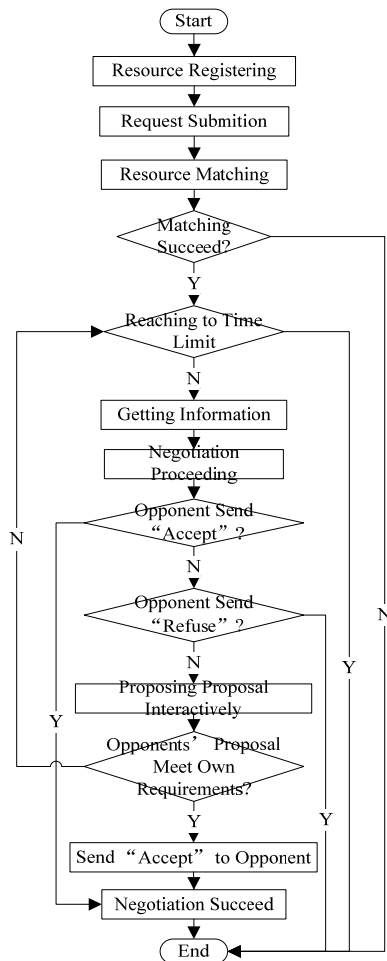 Start
Resource Registering
Request Submition
Resource Matching
Matching
Succeed?
Y
Reaching to Time
Limit
N
Getting Information
Negotiation
Proceeding
Opponent Send
“Accept”?
N
N
N
Opponent Send
“Refuse”?
N
Y
Proposing Proposal
Interactively
Y
Opponents’ Proposal
Meet Own
Requirements?
Y
Y
Send “Accept” to Opponent
Negotiation Succeed
End